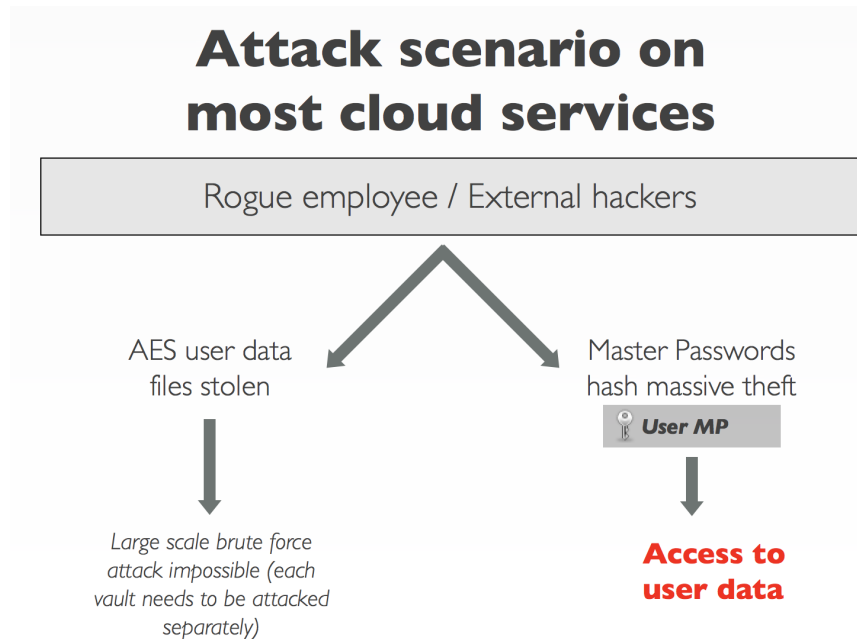 Attack scenario on
most cloud services
Rogue employee / External hackers
AES user data
files stolen
Master Passwords
hash massive theft
User MP
Large scale brute force
attack impossible (each
vault needs to be attacked
separately)
Access to
user data